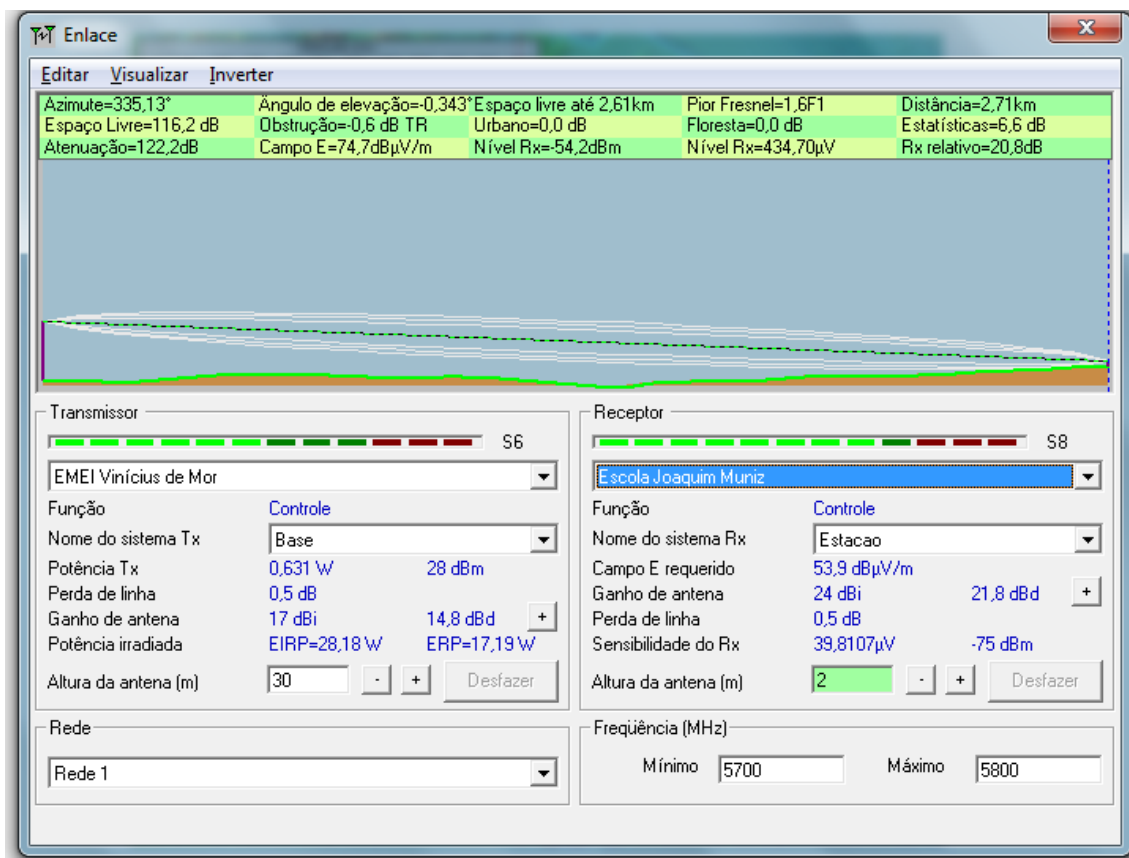 Enlace
Editar Visualizar Inverter
Azimute=335,13° Ângulo de elevação=-0,343° Espaço livre até 2,61km Pior Fresnel=1,6F1 Distância=2,71km
Espaço Livre=116,2 dB Obstrução=-0,6 dB TR Urbano=0,0 dB Floresta=0,0 dB Estatísticas=6,6 dB
Atenuação=122,2dB Campo E=74,7dBµV/m Nível Rx=-54,2dBm Nível Rx=434,70µV Rx relativo=20,8dB
Transmissor
S6
EMEI Vinícius de Mor
Função Controle
Nome do sistema Tx Base
Potência Tx 0,631 W 28 dBm
Perda de linha 0,5 dB
Ganho de antena 17 dBi 14,8 dBd +
Potência irradiada EIRP=28,18 W ERP=17,19 W
Altura da antena (m) 30 - + Desfazer
Receptor
S8
Escola Joaquim Muniz
Função Controle
Nome do sistema Rx Estacao
Campo E requerido 53,9 dBµV/m
Ganho de antena 24 dBi 21,8 dBd +
Perda de linha 0,5 dB
Sensibilidade do Rx 39,8107µV -75 dBm
Altura da antena (m) 2 - + Desfazer
Rede
Rede 1
Freqüência (MHz)
Mínimo 5700 Máximo 5800